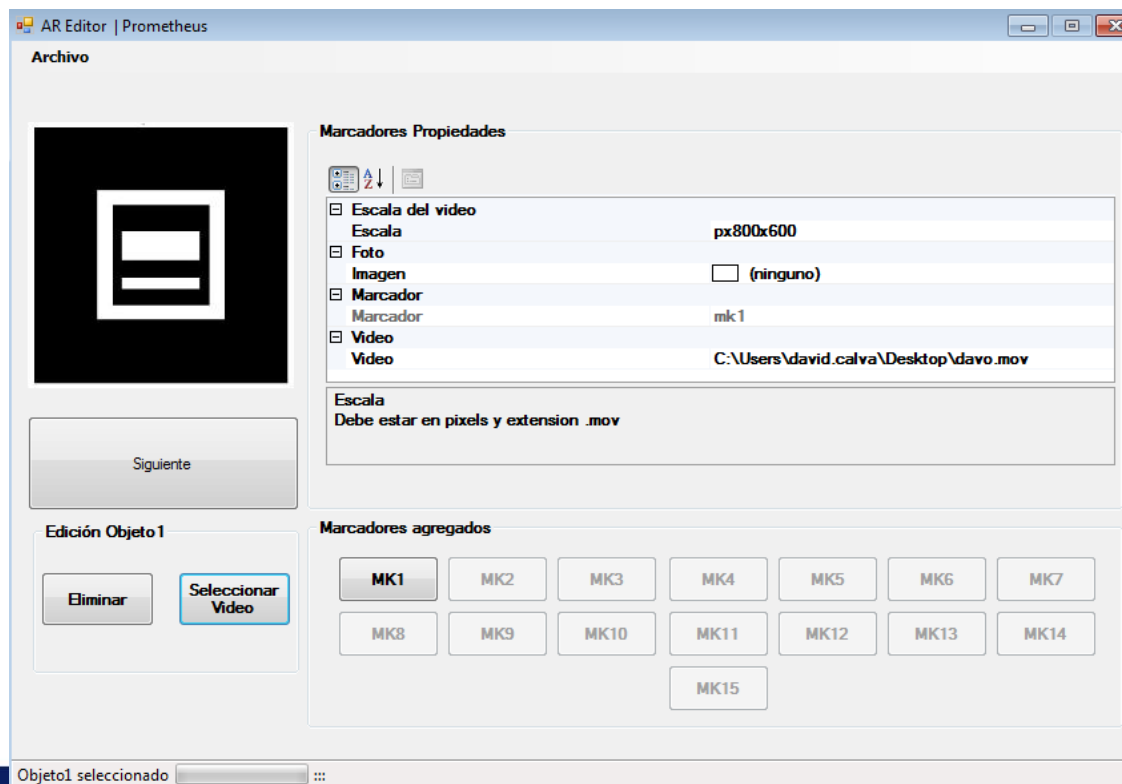 AR Editor | Prometheus
Archivo
Marcadores Propiedades
A
Z
Escala del video
Escala px800x600
Foto
Imagen (ninguno)
Marcador
Marcador mk1
Video
Video C:\Users\david.calva\Desktop\davo.mov
Escala
Debe estar en pixels y extension .mov
Siguiente
Edición Objeto1
Eliminar
Seleccionar
Video
Marcadores agregados
MK1 MK2 MK3 MK4 MK5 MK6 MK7
MK8 MK9 MK10 MK11 MK12 MK13 MK14
MK15
Objeto1 seleccionado